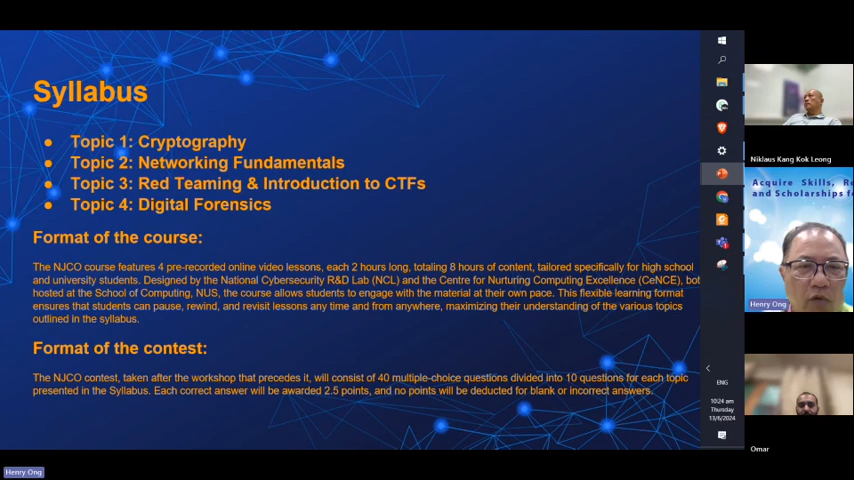 Syllabus
● Topic 1: Cryptography
● Topic 2: Networking Fundamentals
● Topic 3: Red Teaming & Introduction to CTFs
● Topic 4: Digital Forensics
Format of the course:
The NJCO course features 4 pre-recorded online video lessons, each 2 hours long, totaling 8 hours of content, tailored specifically for high school
and university students. Designed by the National Cybersecurity R&D Lab (NCL) and the Centre for Nurturing Computing Excellence (CeNCE), bot
hosted at the School of Computing, NUS, the course allows students to engage with the material at their own pace. This flexible learning format
ensures that students can pause, rewind, and revisit lessons any time and from anywhere, maximizing their understanding of the various topics
outlined in the syllabus.
Format of the contest:
The NJCO contest, taken after the workshop that precedes it, will consist of 40 multiple-choice questions divided into 10 questions for each topic
presented in the Syllabus. Each correct answer will be awarded 2.5 points, and no points will be deducted for blank or incorrect answers.
ENG
10:24 am
Thursday
13/6/2024
Niklaus Kang Kok Leong
Acquire Skills, Re
and Scholarships fo
Henry Ong
Omar
Henry Ong